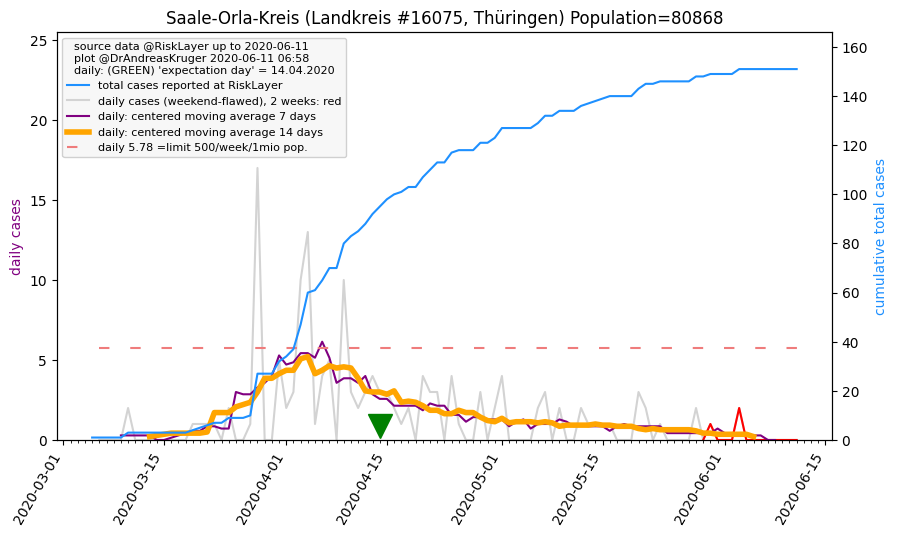 Saale-Orla-Kreis (Landkreis #16075, Thüringen) Population=80868
source data @RiskLayer up to 2020-06-11
plot @DrAndreasKruger 2020-06-11 06:58
daily: (GREEN) 'expectation day' = 14.04.2020
total cases reported at RiskLayer
daily cases (weekend-flawed), 2 weeks: red
daily: centered moving average 7 days
daily: centered moving average 14 days
daily 5.78 =limit 500/week/1mio pop.
daily cases
25
20
15
10
5
0
cumulative total cases
160
140
120
100
80
60
40
20
0
2020-03-01
2020-03-15
2020-04-01
2020-04-15
2020-05-01
2020-05-15
2020-06-01
2020-06-15